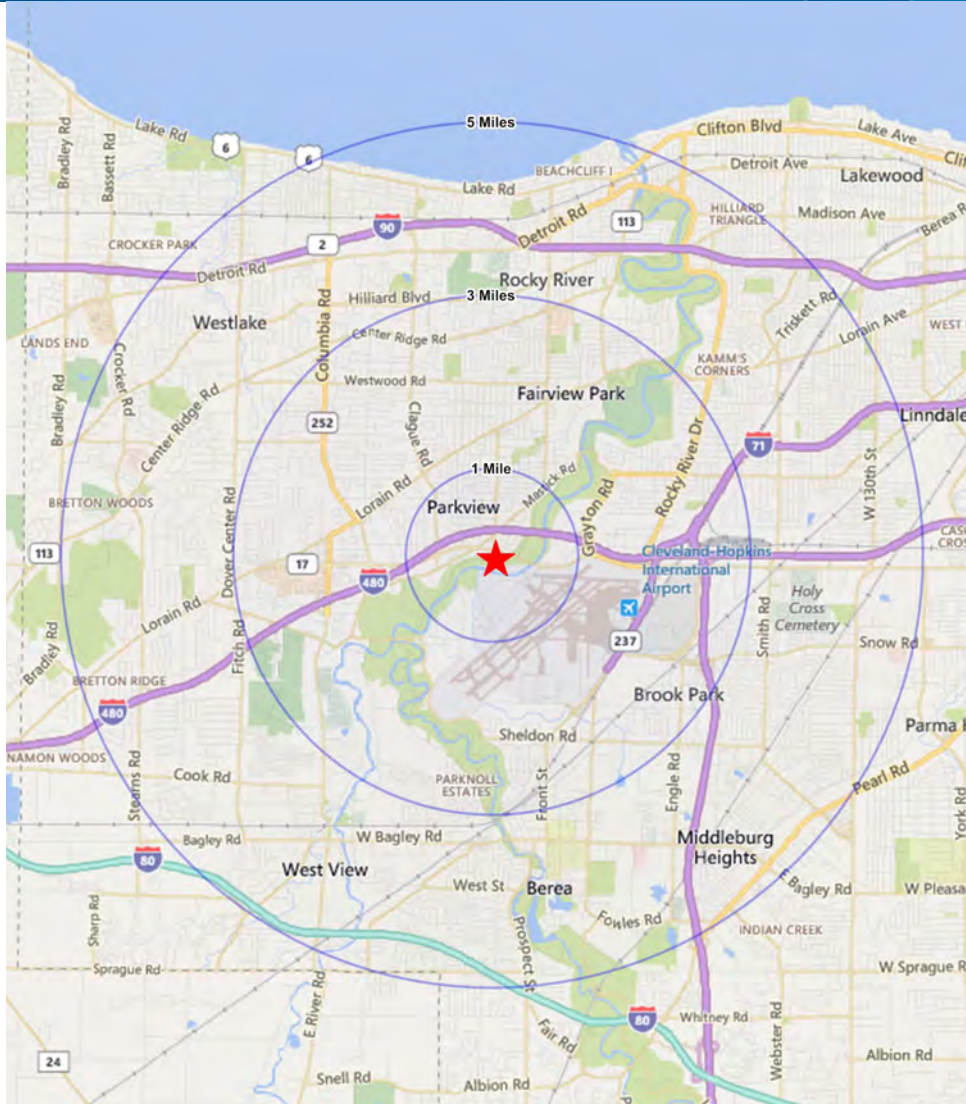 5 Miles
Clifton Blvd
Lake Ave
Lake Rd
6
6
Bradley Rd
Bassett Rd
Detroit Ave
BEACHCLIFF I
Lakewood
Lake Rd
HILLIARD
TRIANGLE
Madison Ave
113
90
Detroit Rd
2
CROCKER PARK
Detroit Rd
Rocky River
Hilliard Blvd
3 Miles
Triskett Rd
Westlake
Columbia Rd
Center Ridge Rd
Lorain Ave
LANDS END
Crocker Rd
KAMM'S
CORNERS
Westwood Rd
Fairview Park
Bradley Rd
Center Ridge Rd
252
Clague Rd
Rocky River Dr
71
Linndale
1 Mile
Mastick Rd
Lorain Rd
W 130th St
BRETTON WOODS
Parkview
Grayton Rd
Dover Center Rd
113
17
Cleveland-Hopkins
International
Airport
480
Holy
Cross
Cemetery
Lorain Rd
Smith Rd
237
Snow Rd
Bradley Rd
Fitch Rd
BRETTON RIDGE
Brook Park
480
Sheldon Rd
Cook Rd
PARKNOLL
ESTATES
Stearns Rd
Front St
Engle Rd
Pearl Rd
York Rd
Bagley Rd
W Bagley Rd
Middleburg
Heights
80
West View
West St
Berea
E Bagley Rd
Sharp Rd
Fowles Rd
INDIAN CREEK
Prospect St
Sprague Rd
E River Rd
80
Whitney Rd
Fair Rd
Webster Rd
24
Albion Rd
Snell Rd
Albion Rd